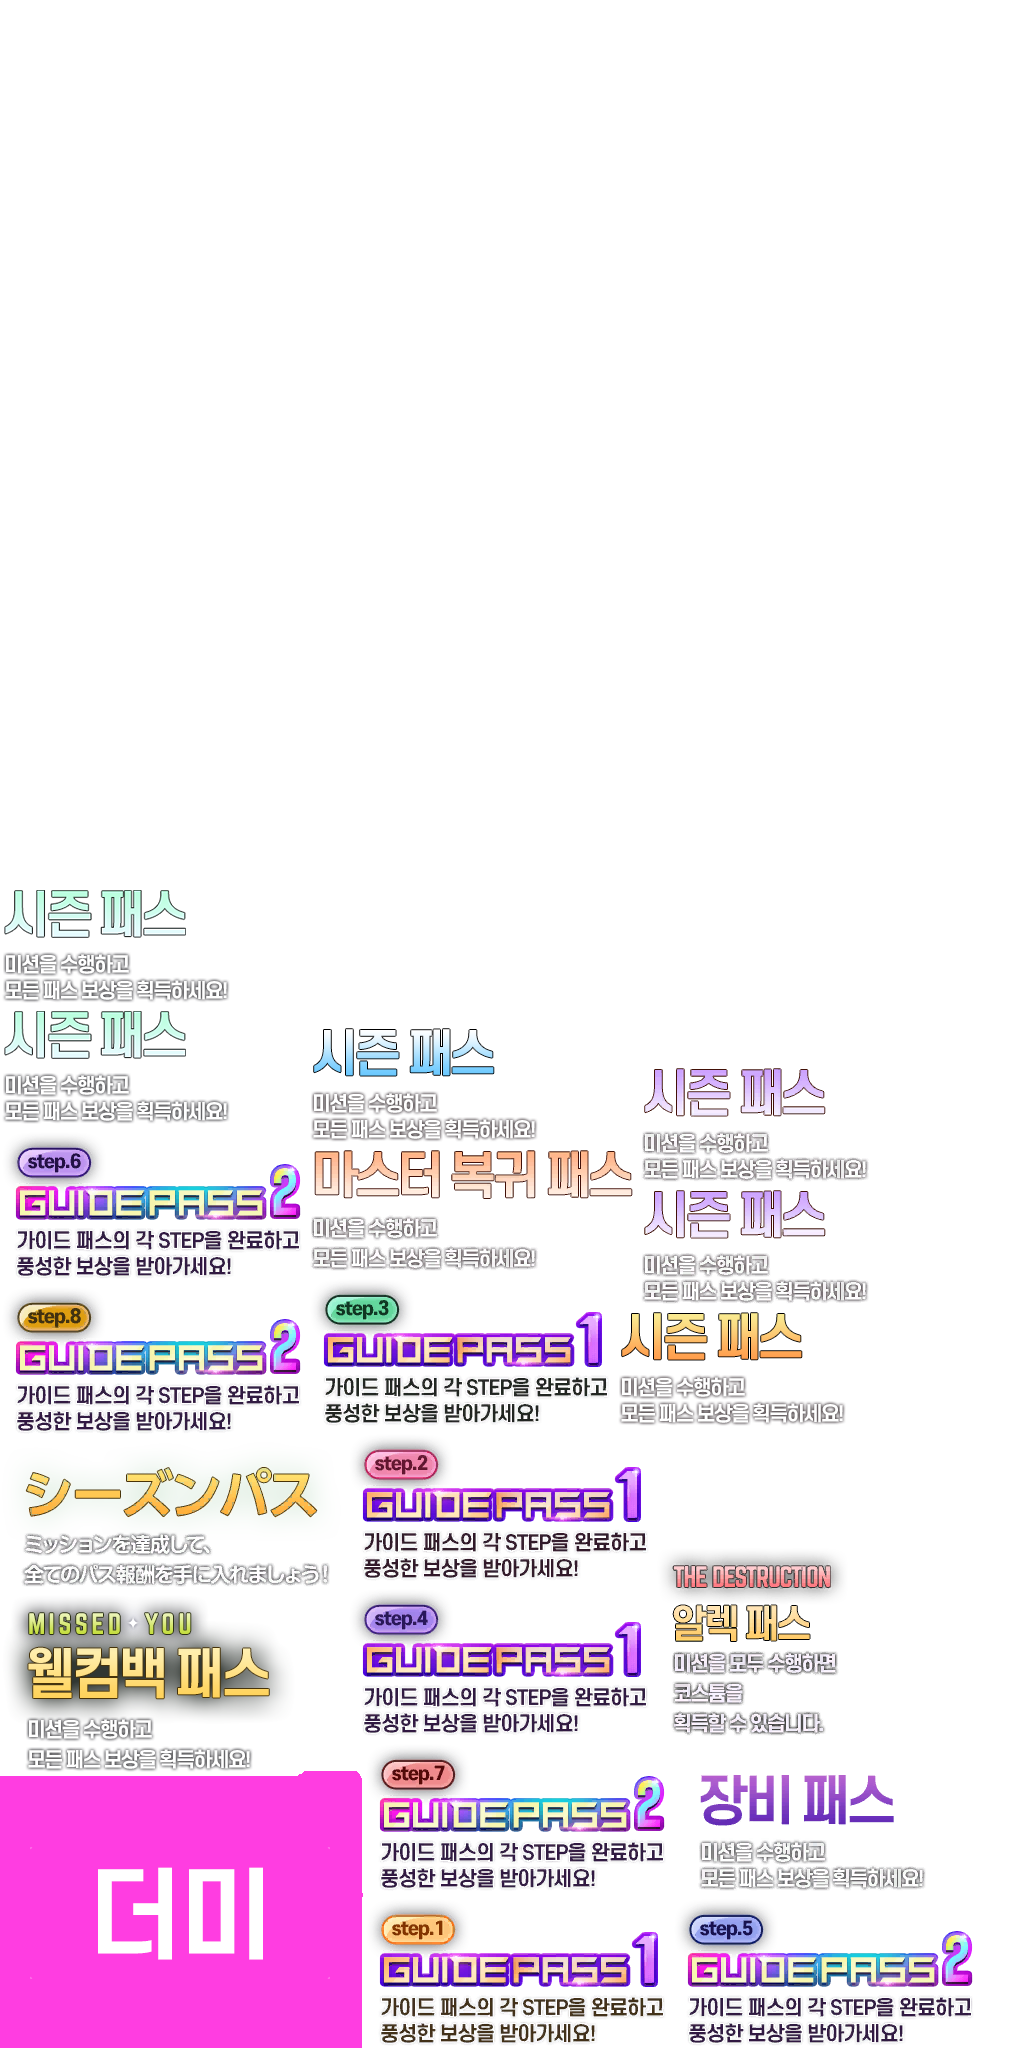 시즌 패스
미션을 수행하고
모든 패스 보상을 획득하세요!
시즌 패스
미션을 수행하고
모든 패스 보상을 획득하세요!
시즌 패스
미션을 수행하고
모든 패스 보상을 획득하세요!
시즌 패스
미션을 수행하고
모든 패스 보상을 획득하세요!
step.6
GUIDEPASS 2
가이드 패스의 각 STEP을 완료하고
풍성한 보상을 받아가세요!
마스터 복귀 패스
미션을 수행하고
모든 패스 보상을 획득하세요!
시즌 패스
미션을 수행하고
모든 패스 보상을 획득하세요!
step.8
GUIDEPASS 2
가이드 패스의 각 STEP을 완료하고
풍성한 보상을 받아가세요!
step.3
GUIDEPASS 1
가이드 패스의 각 STEP을 완료하고
풍성한 보상을 받아가세요!
시즌 패스
미션을 수행하고
모든 패스 보상을 획득하세요!
シーズンパス
ミッションを達成して、
全てのパス報酬を手に入れましょう!
step.2
GUIDEPASS 1
가이드 패스의 각 STEP을 완료하고
풍성한 보상을 받아가세요!
MISSED YOU
웰컴백 패스
미션을 수행하고
모든 패스 보상을 획득하세요!
step.4
GUIDEPASS 1
가이드 패스의 각 STEP을 완료하고
풍성한 보상을 받아가세요!
THE DESTRUCTION
알렉 패스
미션을 모두 수행하면
코스튬을
획득할 수 있습니다.
더미
step.7
GUIDEPASS 2
가이드 패스의 각 STEP을 완료하고
풍성한 보상을 받아가세요!
장비 패스
미션을 수행하고
모든 패스 보상을 획득하세요!
step.1
GUIDEPASS 1
가이드 패스의 각 STEP을 완료하고
풍성한 보상을 받아가세요!
step.5
GUIDEPASS 2
가이드 패스의 각 STEP을 완료하고
풍성한 보상을 받아가세요!